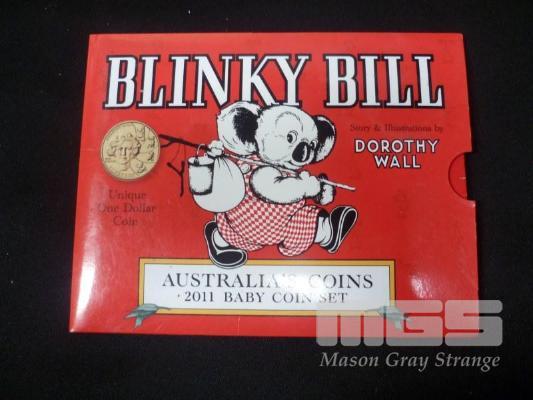 BLINKY BILL
Story & Illustrations by
DOROTHY
WALL
Unique
One Dollar
Coin
AUSTRALIA'S COINS
· 2011 BABY COIN SET
MGS
Mason Gray Strange